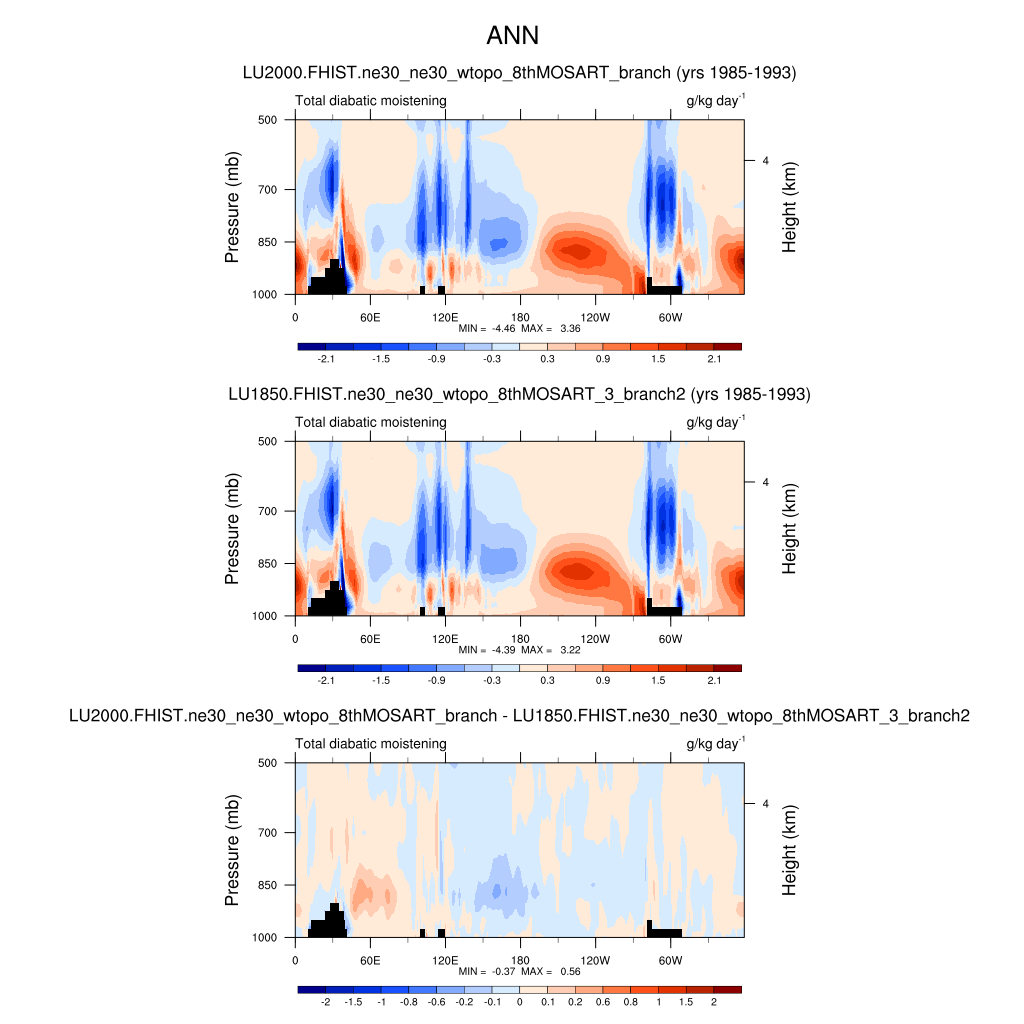 ANN
LU2000.FHIST.ne30_ne30_wtopo_8thMOSART_branch (yrs 1985-1993)
Total diabatic moistening g/kg day-1
500
700
850
1000
Pressure (mb)
4
Height (km)
0 60E 120E 180 120W 60W
MIN = -4.46 MAX = 3.36
-2.1 -1.5 -0.9 -0.3 0.3 0.9 1.5 2.1
LU1850.FHIST.ne30_ne30_wtopo_8thMOSART_3_branch2 (yrs 1985-1993)
Total diabatic moistening g/kg day-1
500
700
850
1000
Pressure (mb)
4
Height (km)
0 60E 120E 180 120W 60W
MIN = -4.39 MAX = 3.22
-2.1 -1.5 -0.9 -0.3 0.3 0.9 1.5 2.1
LU2000.FHIST.ne30_ne30_wtopo_8thMOSART_branch - LU1850.FHIST.ne30_ne30_wtopo_8thMOSART_3_branch2
Total diabatic moistening g/kg day-1
500
700
850
1000
Pressure (mb)
4
Height (km)
0 60E 120E 180 120W 60W
MIN = -0.37 MAX = 0.56
-2 -1.5 -1 -0.8 -0.6 -0.2 -0.1 0 0.1 0.2 0.6 0.8 1 1.5 2